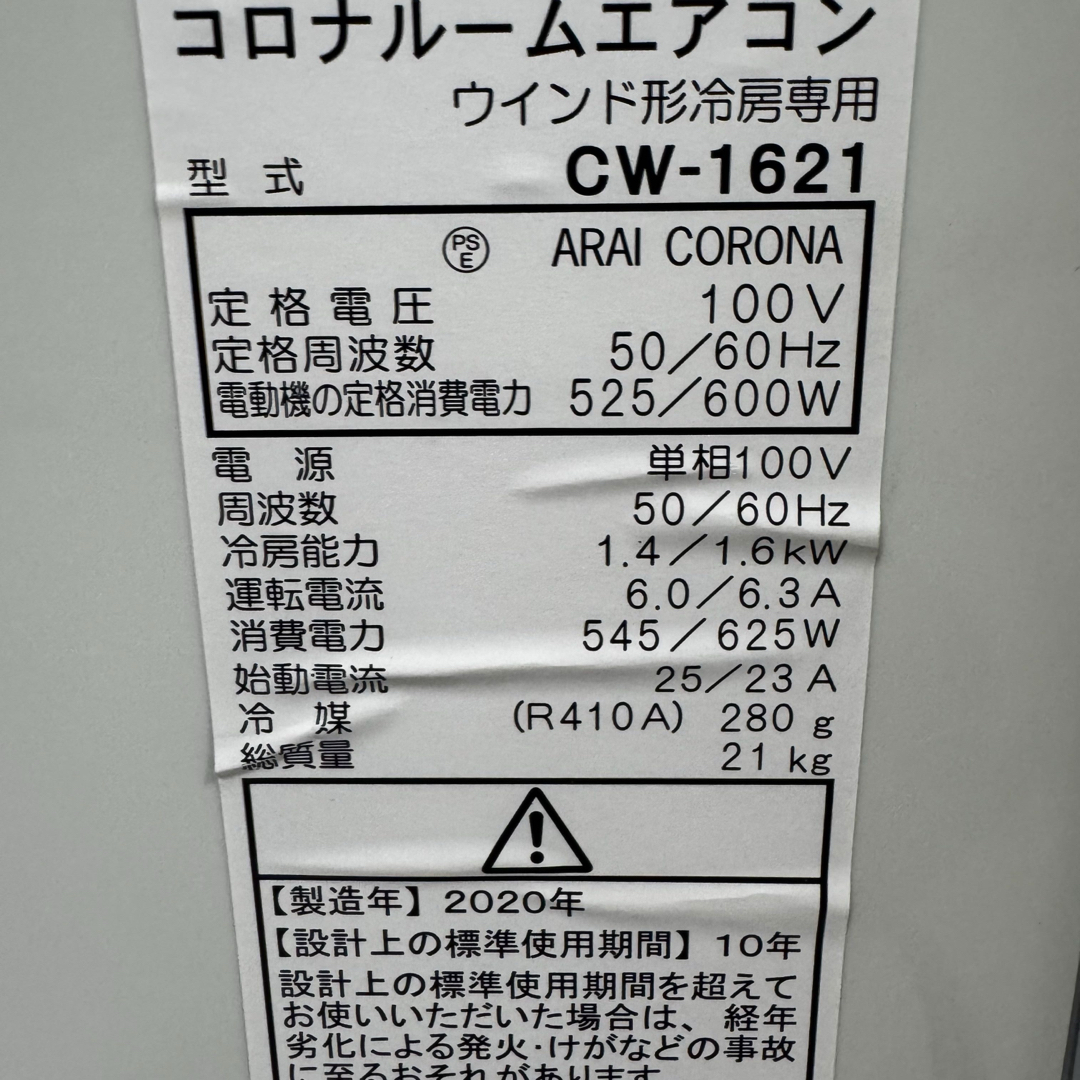 コロナルームエアコン
ウインド形冷房専用
型式 CW-1621
PSE ARAI CORONA
定格電圧 100V
定格周波数 50/60Hz
電動機の定格消費電力 525/600W
電源 単相100V
周波数 50/60Hz
冷房能力 1.4/1.6kW
運転電流 6.0/6.3A
消費電力 545/625W
始動電流 25/23A
冷媒 (R410A) 280g
総質量 21kg
【製造年】2020年
【設計上の標準使用期間】10年
設計上の標準使用期間を超えて
お使いいただいた場合は、経年
劣化による発火・けがなどの事故
に至るおそれがあります。